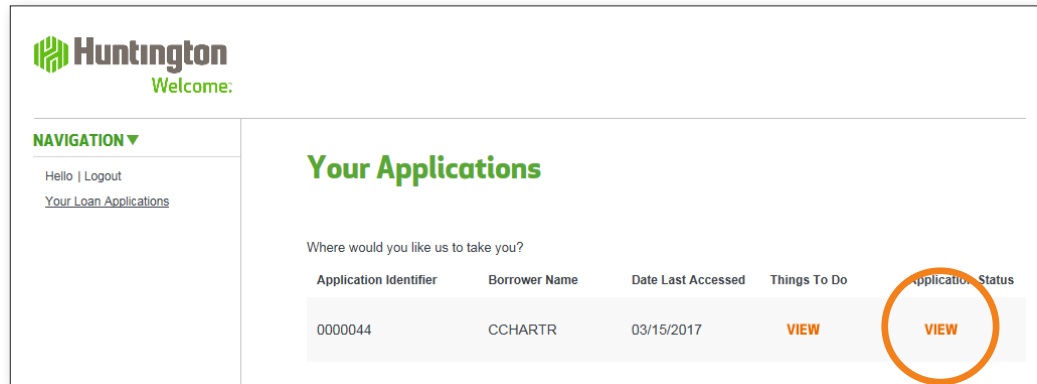 Huntington
Welcome.
NAVIGATION
Hello | Logout
Your Loan Applications
Your Applications
Where would you like us to take you?
Application Identifier Borrower Name Date Last Accessed Things To Do Application Status
0000044 CCHARTR 03/15/2017 VIEW VIEW